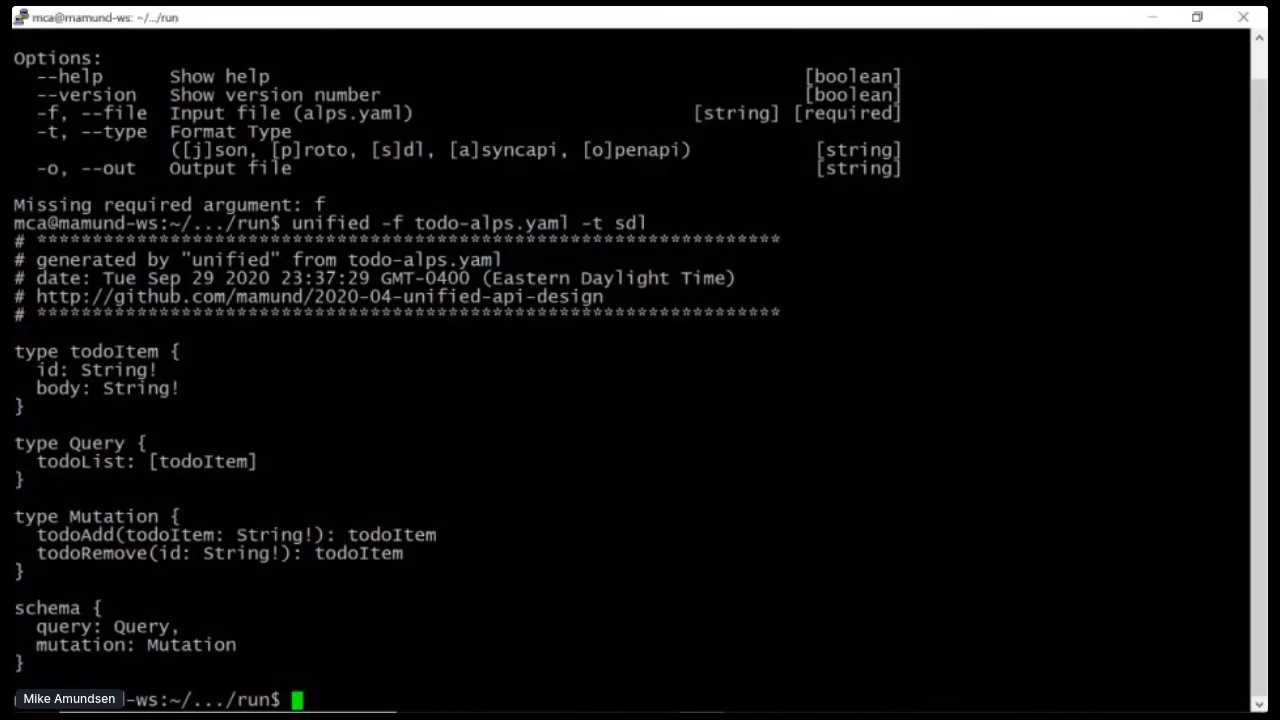 mca@mamund-ws: ~/.../run
Options:
--help Show help [boolean]
--version Show version number [boolean]
-f, --file Input file (alps.yaml) [string] [required]
-t, --type Format Type
([j]son, [p]roto, [s]dl, [a]syncapi, [o]penapi) [string]
-o, --out Output file [string]
Missing required argument: f
mca@mamund-ws:~/.../run$ unified -f todo-alps.yaml -t sdl
# *******************************************************************
# generated by "unified" from todo-alps.yaml
# date: Tue Sep 29 2020 23:37:29 GMT-0400 (Eastern Daylight Time)
# http://github.com/mamund/2020-04-unified-api-design
# *******************************************************************
type todoItem {
id: String!
body: String!
}
type Query {
todoList: [todoItem]
}
type Mutation {
todoAdd(todoItem: String!): todoItem
todoRemove(id: String!): todoItem
}
schema {
query: Query,
mutation: Mutation
}
Mike Amundsen
-ws:~/.../run$